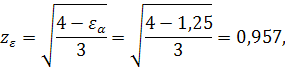 z_ε = √((4 − ε_α)/3) = √((4 − 1,25)/3) = 0,957,